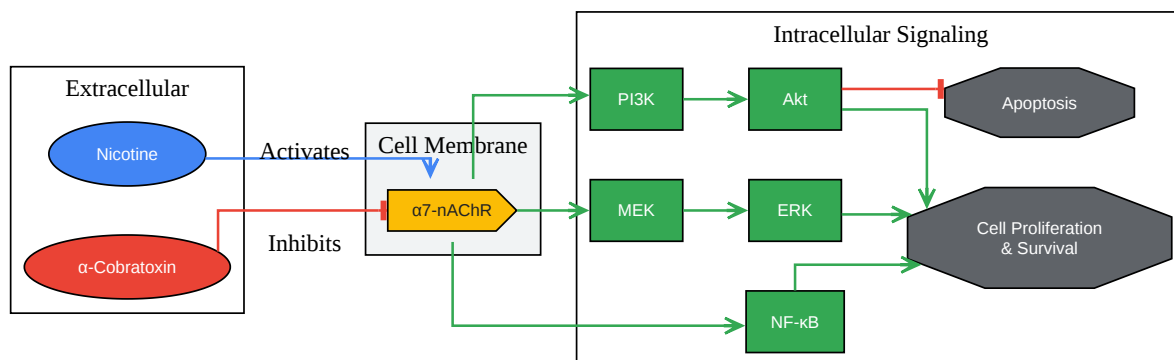 Extracellular
Nicotine
α-Cobratoxin
Activates
Inhibits
Cell Membrane
α7-nAChR
Intracellular Signaling
PI3K
Akt
Apoptosis
MEK
ERK
Cell Proliferation
& Survival
NF-κB